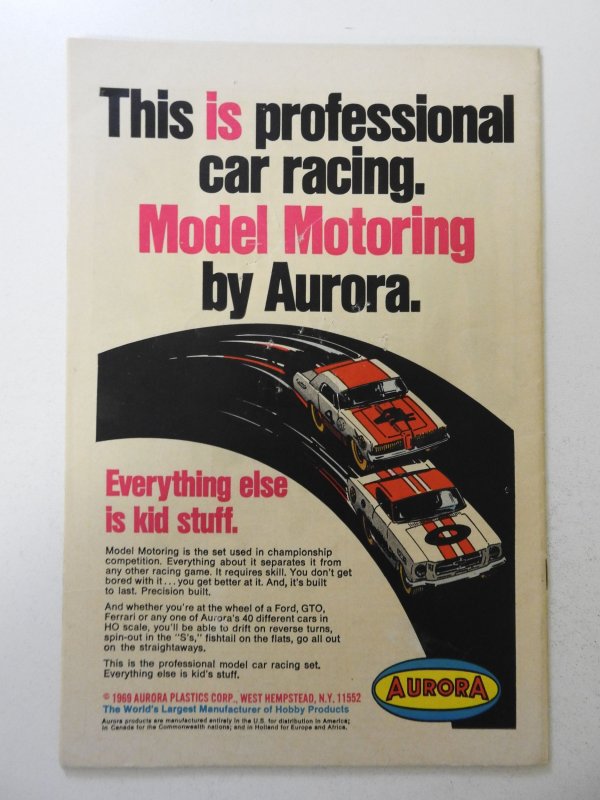 This is professional
car racing.
Model Motoring
by Aurora.
4
4
0
Everything else
is kid stuff.
Model Motoring is the set used in championship
competition. Everything about it separates it from
any other racing game. It requires skill. You don't get
bored with it...you get better at it. And, it's built
to last. Precision built.
And whether you're at the wheel of a Ford, GTO,
Ferrari or any one of Aurora's 40 different cars in
HO scale, you'll be able to drift on reverse turns,
spin-out in the "S's," fishtail on the flats, go all out
on the straightaways.
This is the professional model car racing set.
Everything else is kid's stuff.
© 1969 AURORA PLASTICS CORP., WEST HEMPSTEAD, N.Y. 11552
The World's Largest Manufacturer of Hobby Products
Aurora products are manufactured entirely in the U.S. for distribution in America;
in Canada for the Commonwealth nations; and in Holland for Europe and Africa.
AURORA